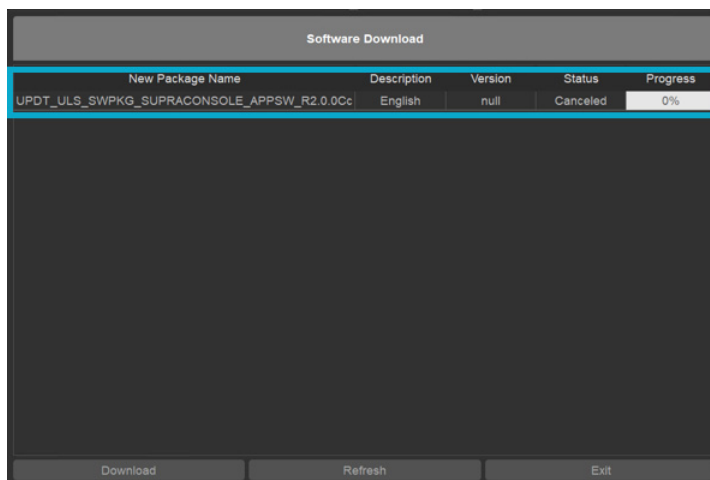 Software Download
New Package Name Description Version Status Progress
UPDT_ULS_SWPKG_SUPRACONSOLE_APPSW_R2.0.0Cc English null Canceled 0%
Download Refresh Exit